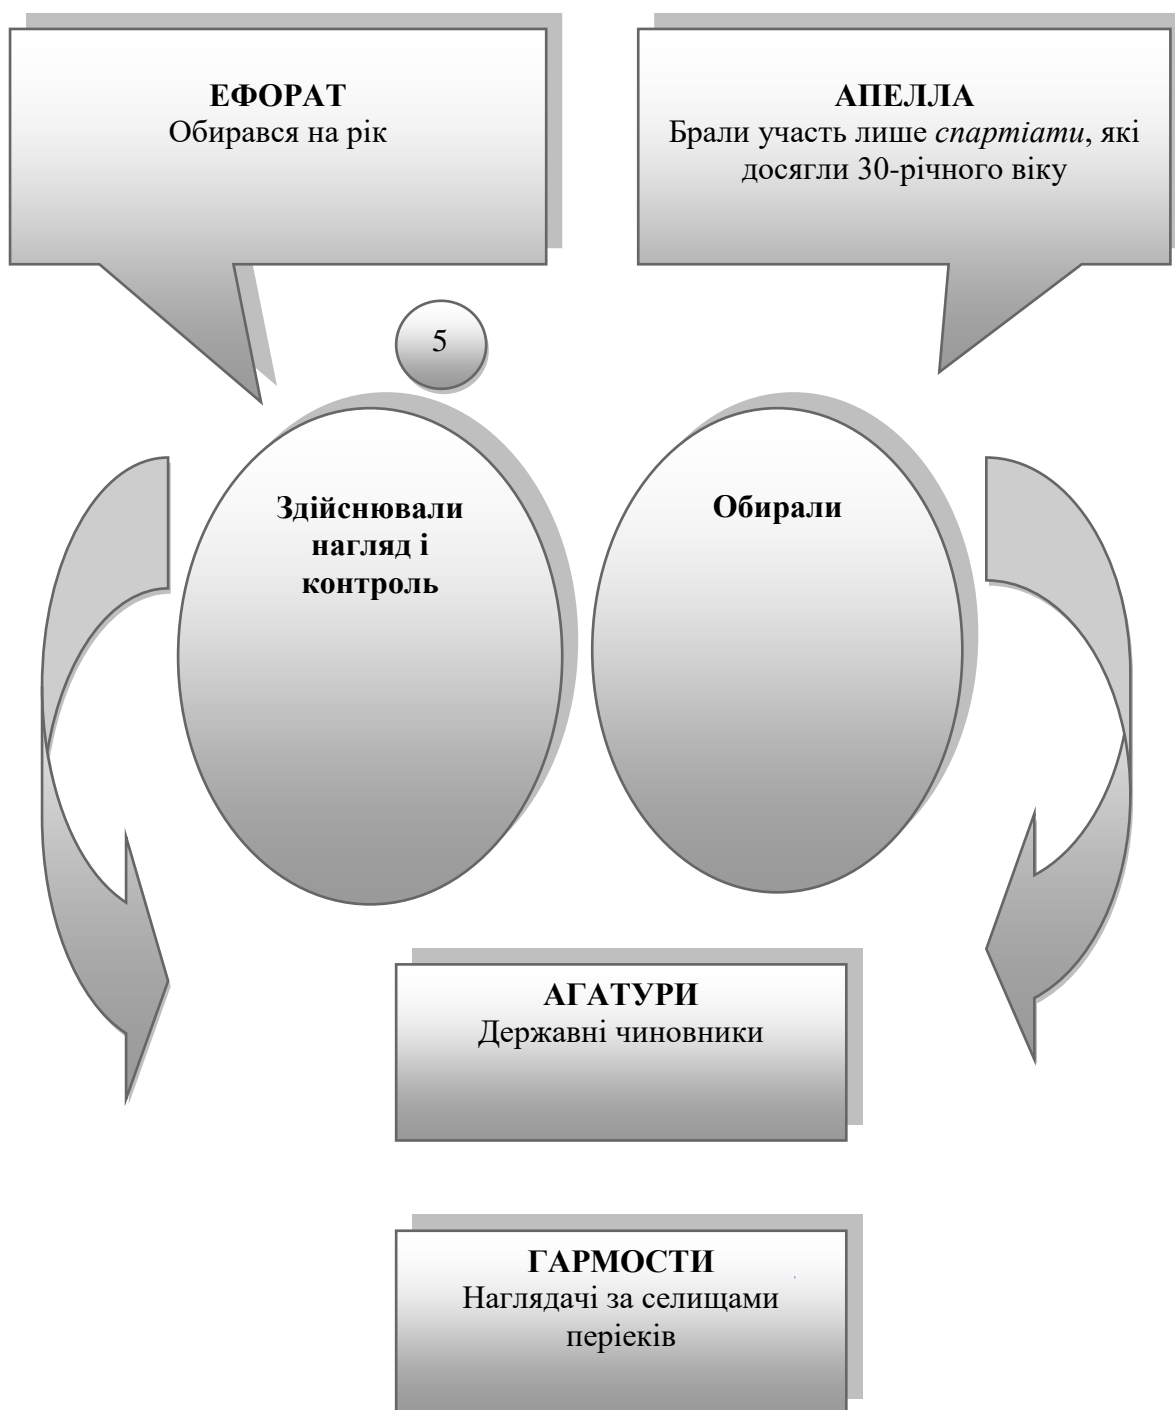 ЕФОРАТ
Обирався на рік
АПЕЛЛА
Брали участь лише спартіати, які
досягли 30-річного віку
5
Здійснювали
нагляд і
контроль
Обирали
АГАТУРИ
Державні чиновники
ГАРМОСТИ
Наглядачі за селищами
періеків